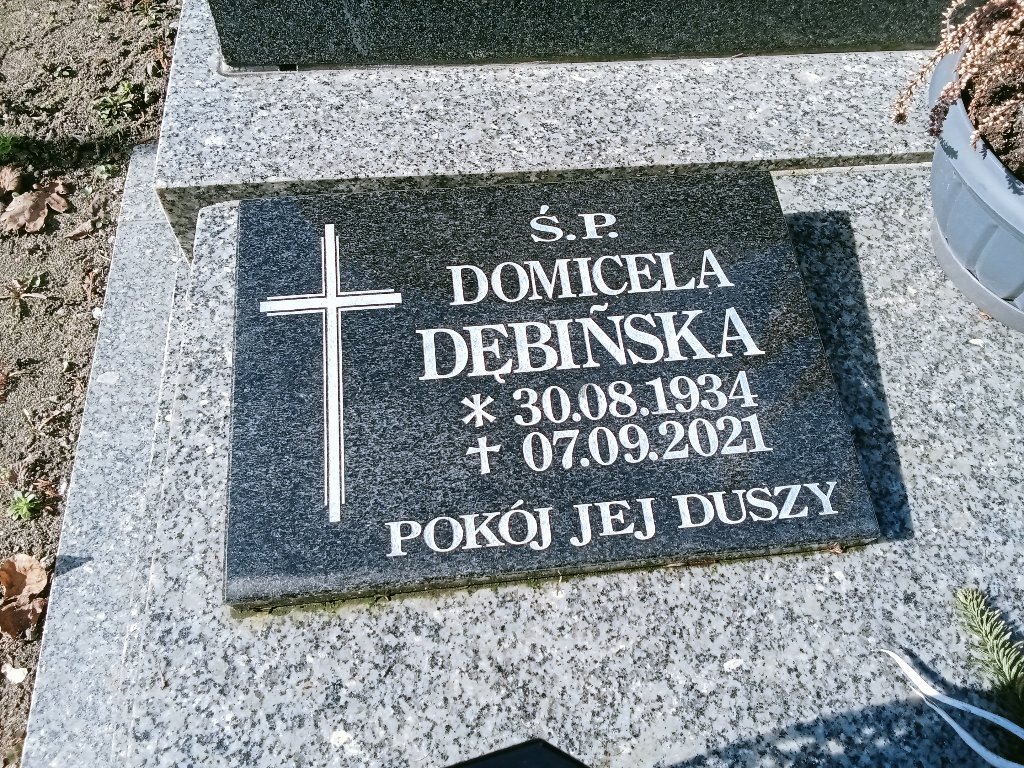 Ś.P.
DOMICELA
DĘBIŃSKA
* 30.08.1934
† 07.09.2021
POKÓJ JEJ DUSZY